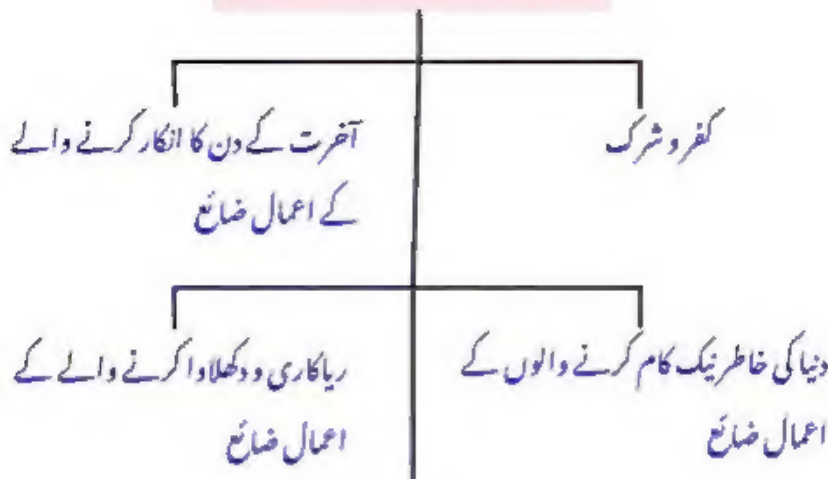 کفر و شرک
آخرت کے دن کا انکار کرنے والے
کے اعمال ضائع
دنیا کی خاطر نیک کام کرنے والوں کے
اعمال ضائع
ریاکاری و دکھلاوا کرنے والے کے
اعمال ضائع